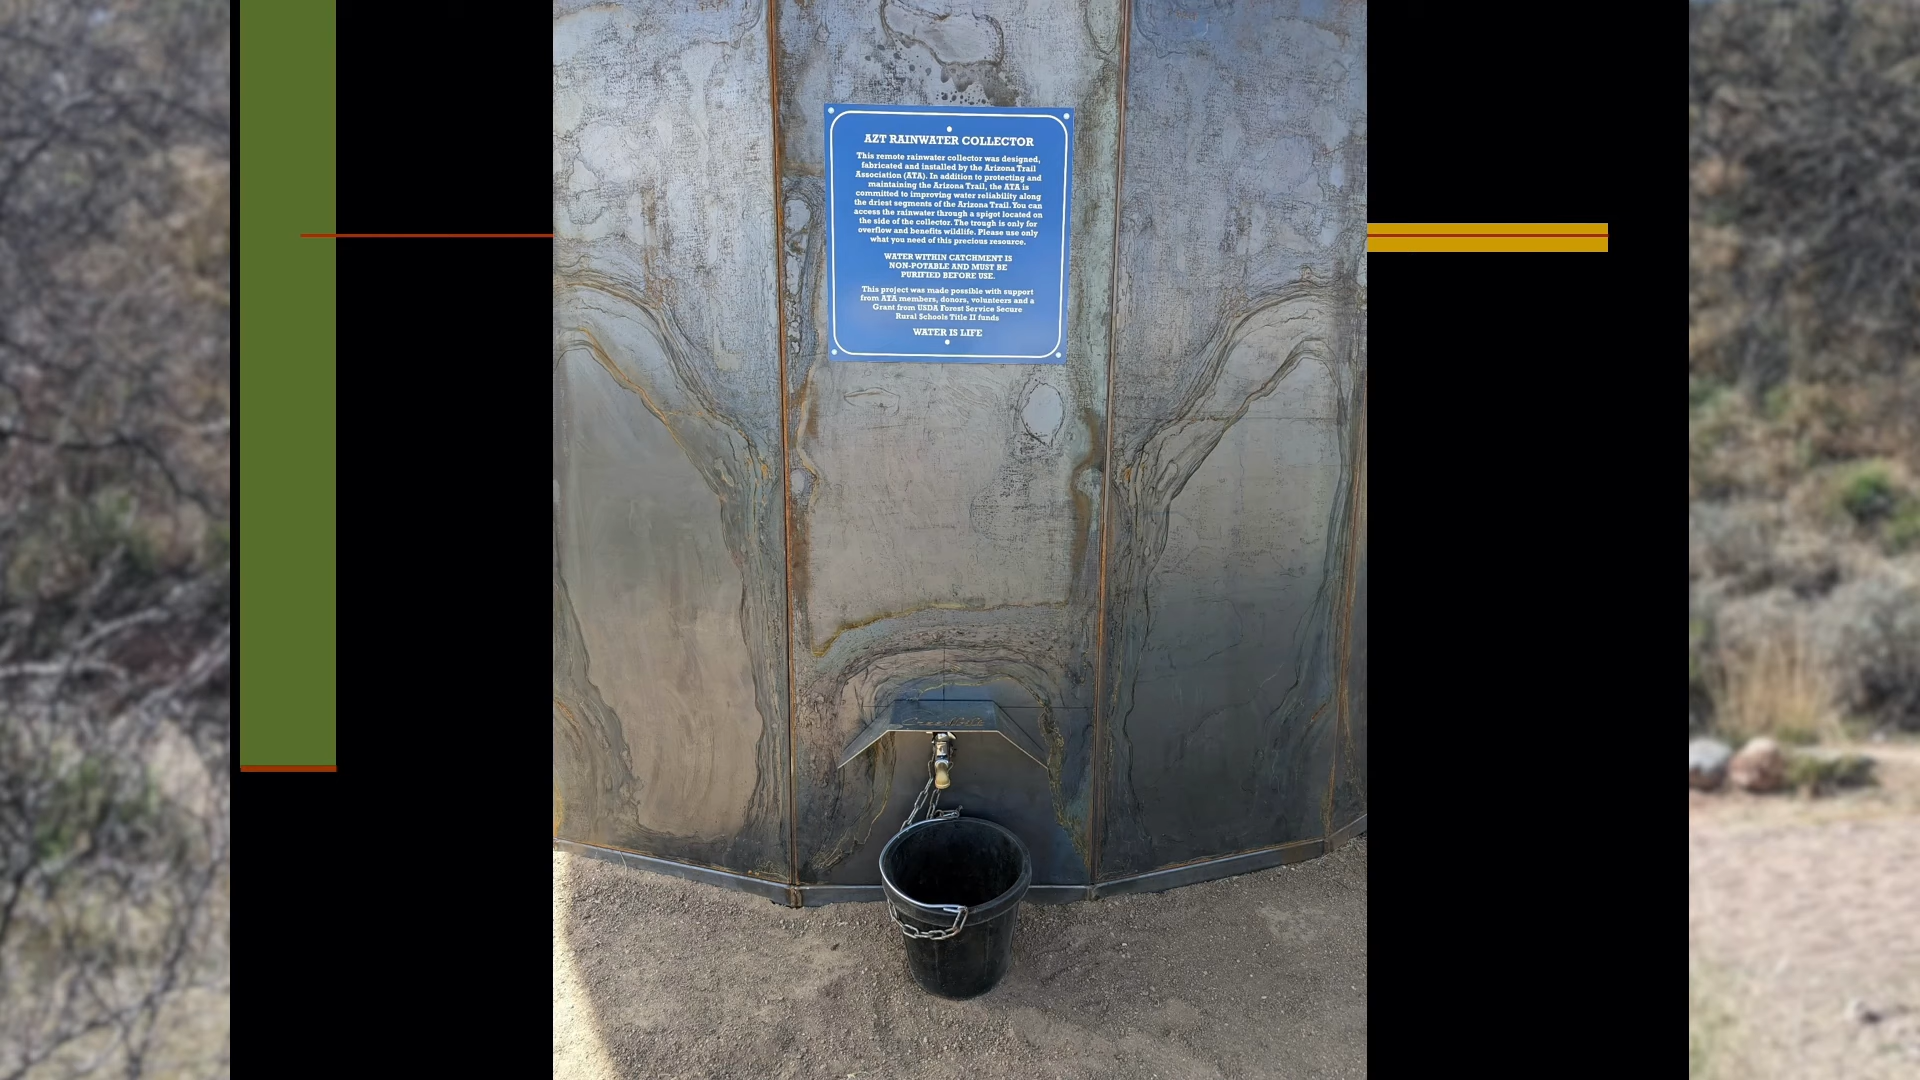 AZT RAINWATER COLLECTOR
This remote rainwater collector was designed,
fabricated and installed by the Arizona Trail
Association (ATA). In addition to protecting and
maintaining the Arizona Trail, the ATA is
committed to improving water reliability along
the driest segments of the Arizona Trail. You can
access the rainwater through a spigot located on
the side of the collector. The trough is only for
overflow and benefits wildlife. Please use only
what you need of this precious resource.
WATER WITHIN CATCHMENT IS
NON-POTABLE AND MUST BE
PURIFIED BEFORE USE.
This project was made possible with support
from ATA members, donors, volunteers and a
Grant from USDA Forest Service Secure
Rural Schools Title II funds
WATER IS LIFE